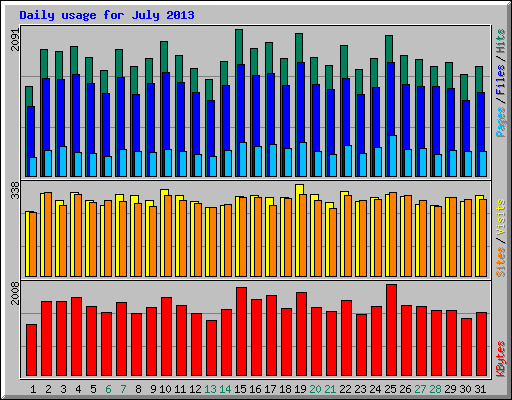 Daily usage for July 2013
2091
Pages / Files / Hits
338
Sites / Visits
2008
KBytes
1 2 3 4 5 6 7 8 9 10 11 12 13 14 15 16 17 18 19 20 21 22 23 24 25 26 27 28 29 30 31